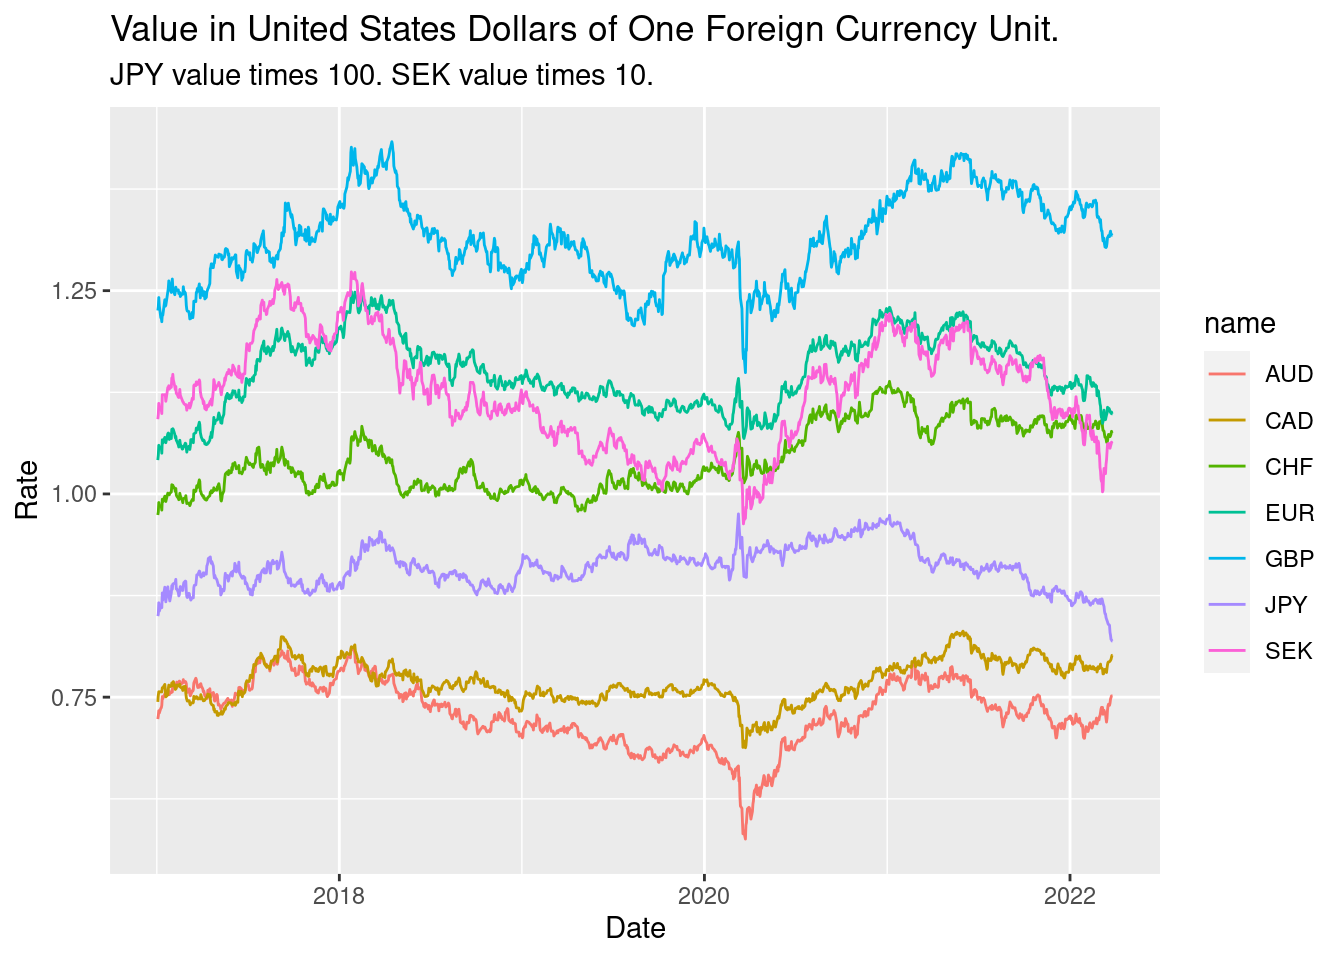 Value in United States Dollars of One Foreign Currency Unit.
JPY value times 100. SEK value times 10.
1.25
1.00
0.75
Rate
2018
2020
2022
Date
name
AUD
CAD
CHF
EUR
GBP
JPY
SEK